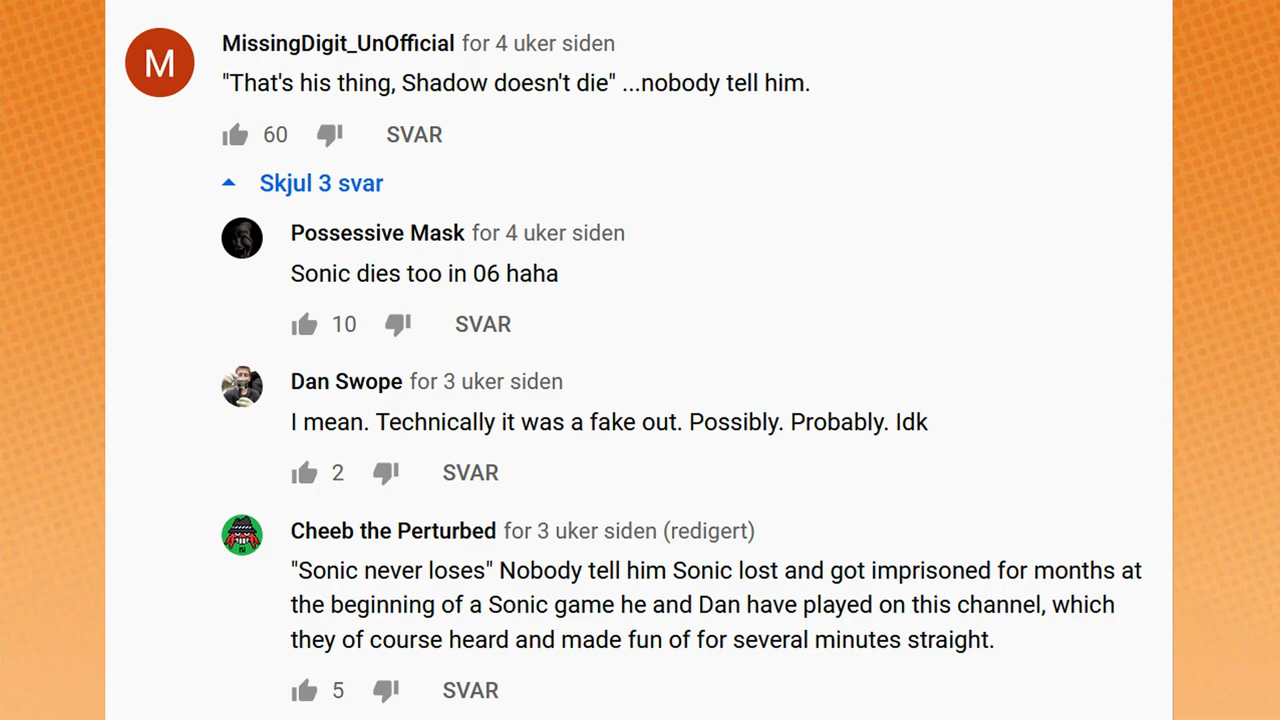 M
MissingDigit_UnOfficial for 4 uker siden
"That's his thing, Shadow doesn't die" ...nobody tell him.
60 SVAR
Skjul 3 svar
Possessive Mask for 4 uker siden
Sonic dies too in 06 haha
10 SVAR
Dan Swope for 3 uker siden
I mean. Technically it was a fake out. Possibly. Probably. Idk
2 SVAR
Cheeb the Perturbed for 3 uker siden (redigert)
"Sonic never loses" Nobody tell him Sonic lost and got imprisoned for months at
the beginning of a Sonic game he and Dan have played on this channel, which
they of course heard and made fun of for several minutes straight.
5 SVAR